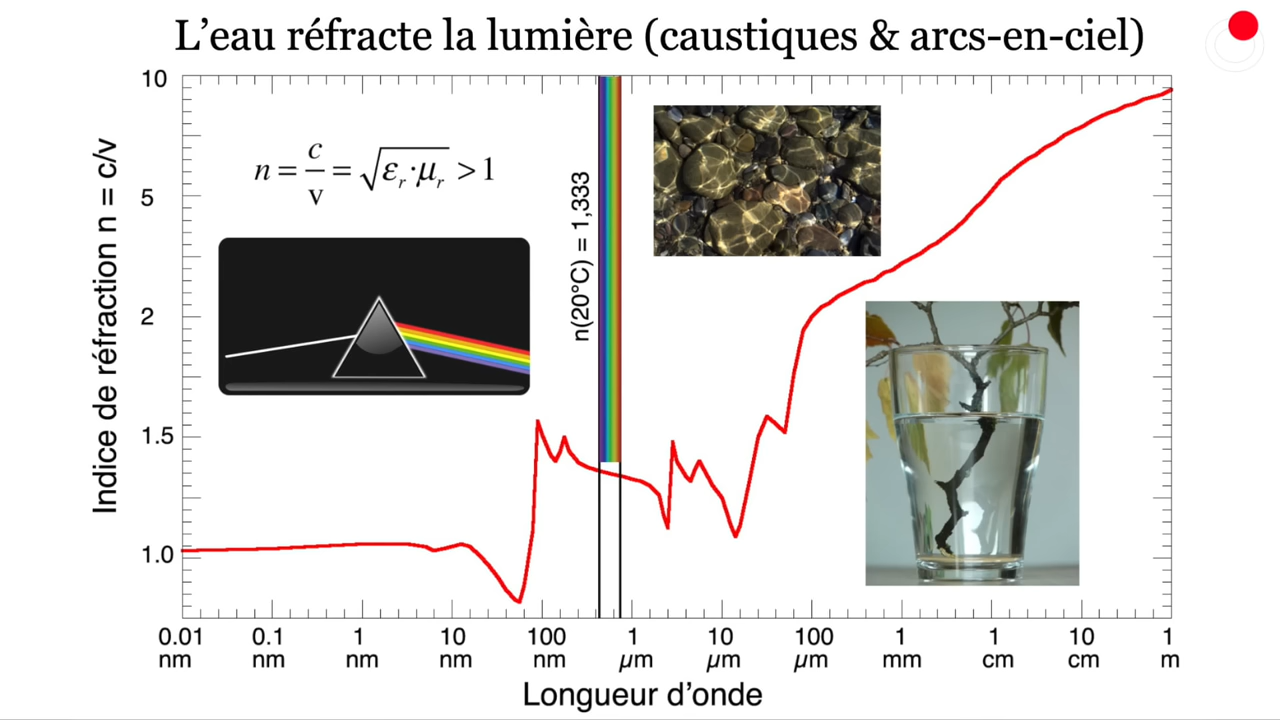 L’eau réfracte la lumière (caustiques & arcs-en-ciel)
10
5
2
1.5
1.0
Indice de réfraction n = c/v
n = c/v = √εr·μr > 1
n(20°C) = 1,333
0.01 nm
0.1 nm
1 nm
10 nm
100 nm
1 µm
10 µm
100 µm
1 mm
1 cm
10 cm
1 m
Longueur d’onde